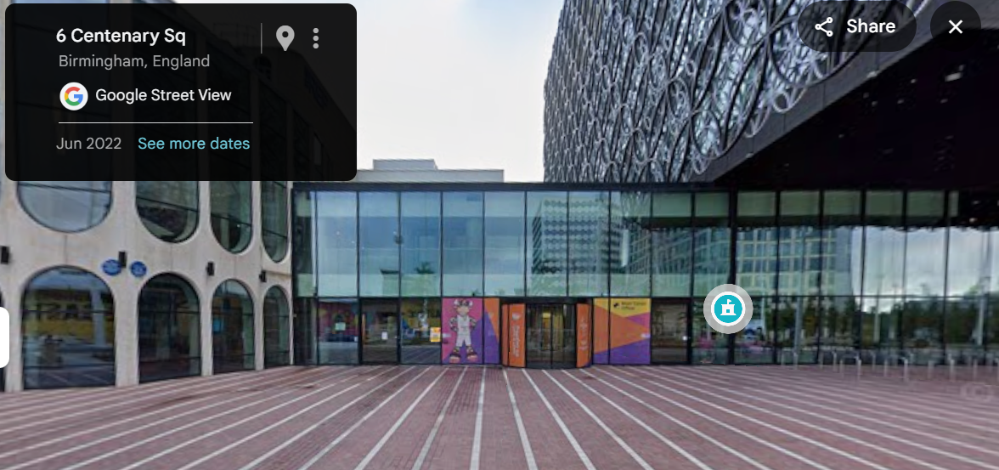 6 Centenary Sq
Birmingham, England
Google Street View
Jun 2022 See more dates
Share